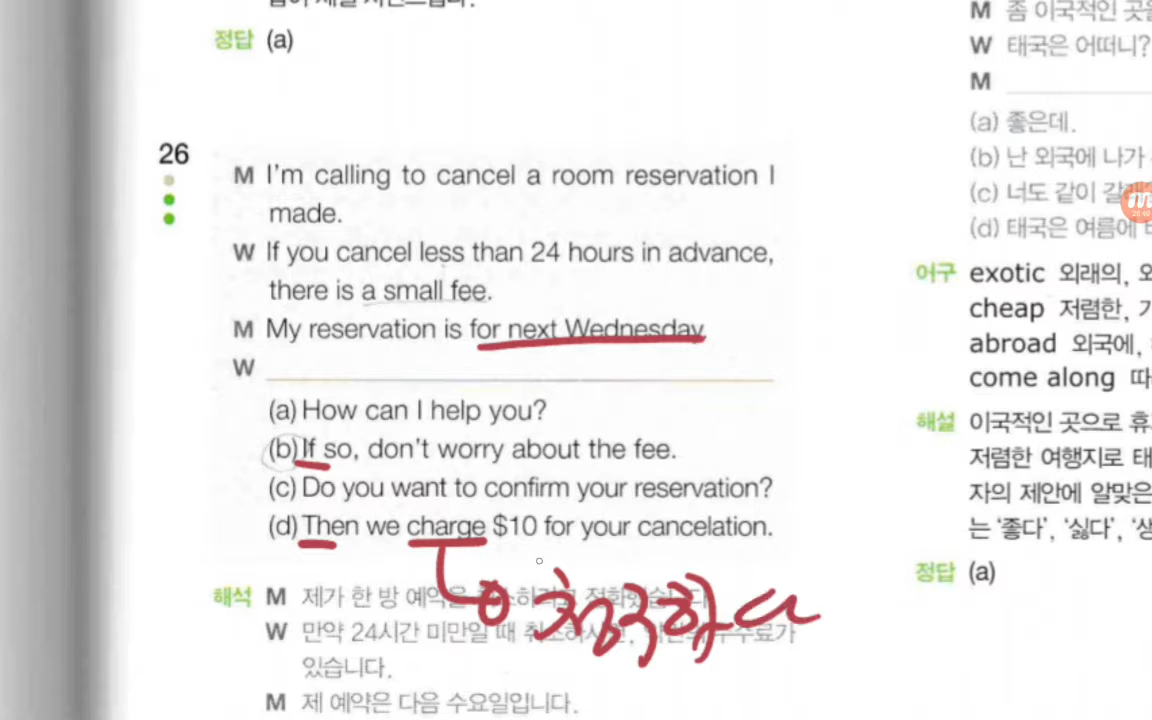 정답 (a)
26
M I'm calling to cancel a room reservation I
made.
W If you cancel less than 24 hours in advance,
there is a small fee.
M My reservation is for next Wednesday
W
(a) How can I help you?
(b) If so, don't worry about the fee.
(c) Do you want to confirm your reservation?
(d) Then we charge $10 for your cancelation.
청구하다
해석 M 제가 한 방 예약을
W 만약 24시간 미만일 때
있습니다.
M 제 예약은 다음 수요일입니다.
M 좀 이국적인 곳을
W 태국은 어떠니?
M
(a) 좋은데.
(b) 난 외국에 나가
(c) 너도 같이
(d) 태국은 여름에
어구 exotic 외래의,
cheap 저렴한,
abroad 외국에,
come along
해설 이국적인 곳으로
저렴한 여행지로
자의 제안에 알맞은
는 '좋다', '싫다',
정답 (a)